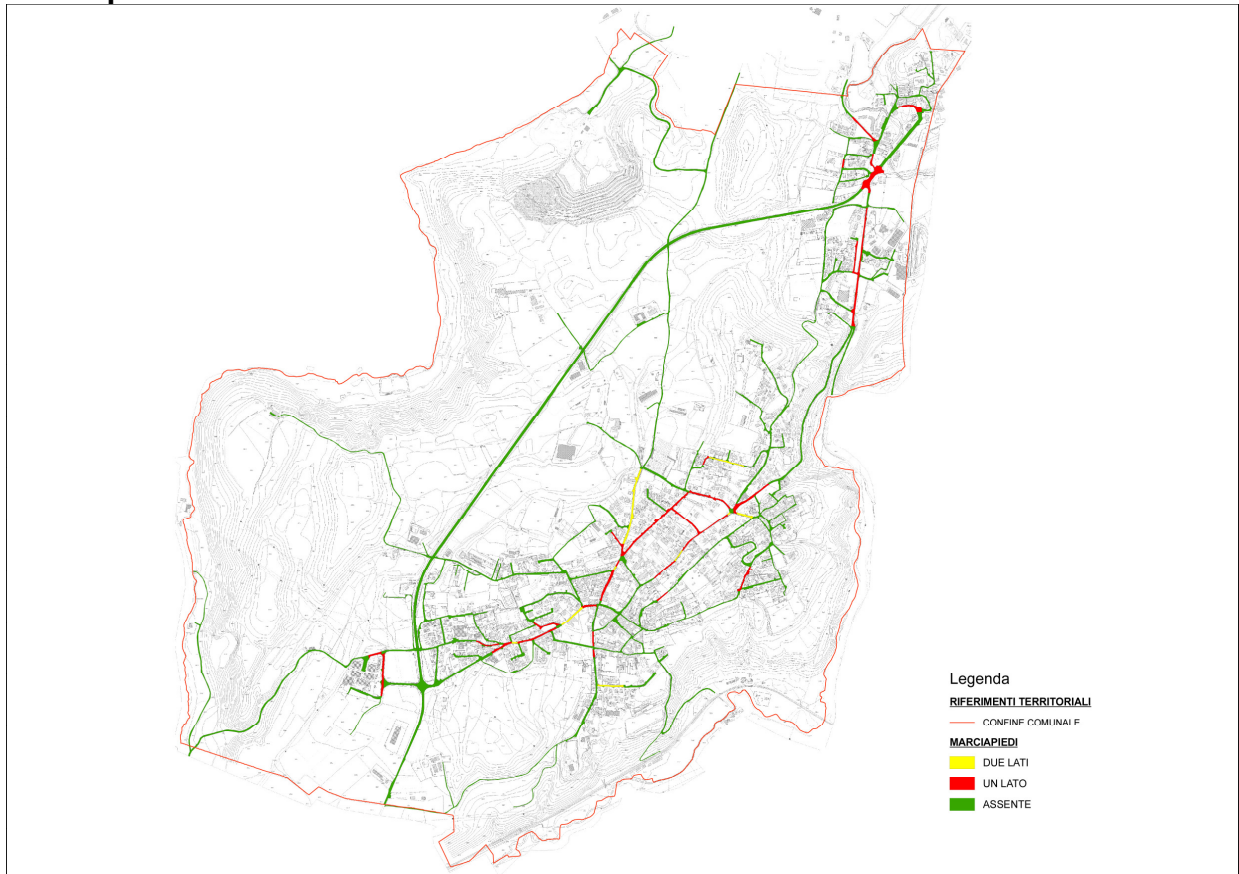 Legenda
RIFERIMENTI TERRITORIALI
CONFINE COMUNALE
MARCIAPIEDI
DUE LATI
UN LATO
ASSENTE